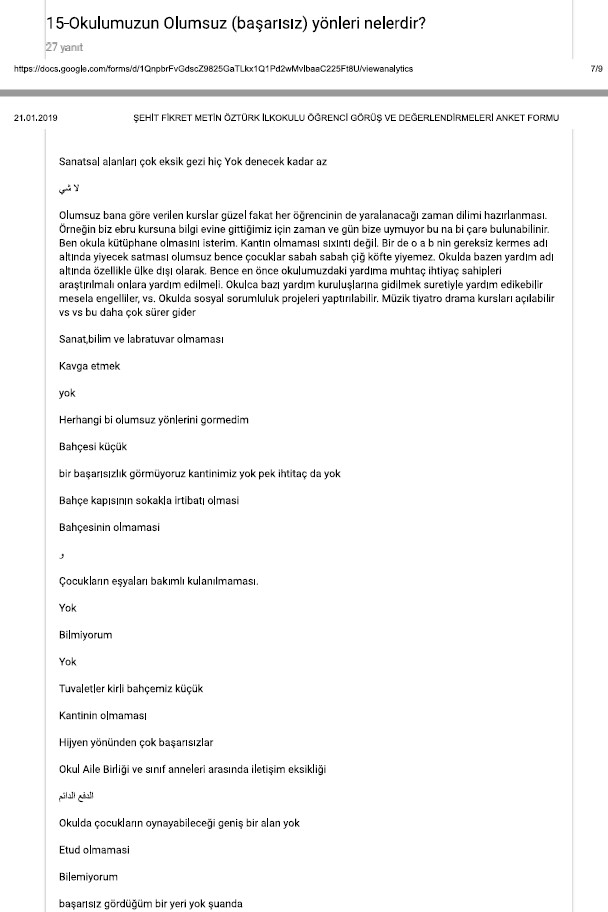 15-Okulumuzun Olumsuz (başarısız) yönleri nelerdir?
27 yanıt
https://docs.google.com/forms/d/1QnpbrFvGdscZ9825GaTLkx1Q1Pd2wMvlbaaC225Ft8U/viewanalytics 7/9
21.01.2019 ŞEHİT FİKRET METİN ÖZTÜRK İLKOKULU ÖĞRENCİ GÖRÜŞ VE DEĞERLENDİRMELERİ ANKET FORMU
Sanatsal alanları çok eksik gezi hiç Yok denecek kadar az
لا شي
Olumsuz bana göre verilen kurslar güzel fakat her öğrencinin de yaralanacağı zaman dilimi hazırlanması.
Örneğin biz ebru kursuna bilgi evine gittiğimiz için zaman ve gün bize uymuyor bu na bi çare bulunabilinir.
Ben okula kütüphane olmasını isterim. Kantin olmaması sıxıntı değil. Bir de o a b nin gereksiz kermes adı
altında yiyecek satması olumsuz bence çocuklar sabah sabah çiğ köfte yiyemez. Okulda bazen yardım adı
altında özellikle ülke dışı olarak. Bence en önce okulumuzdaki yardıma muhtaç ihtiyaç sahipleri
araştırılmalı onlara yardım edilmeli. Okulca bazı yardım kuruluşlarına gidilmek suretiyle yardım edikebilir
mesela engelliler, vs. Okulda sosyal sorumluluk projeleri yaptırılabilir. Müzik tiyatro drama kursları açılabilir
vs vs bu daha çok sürer gider
Sanat,bilim ve labratuvar olmaması
Kavga etmek
yok
Herhangi bi olumsuz yönlerini gormedim
Bahçesi küçük
bir başarısızlık görmüyoruz kantinimiz yok pek ihtitaç da yok
Bahçe kapısının sokakla irtibatı olmasi
Bahçesinin olmamasi
و
Çocukların eşyaları bakımlı kulanılmaması.
Yok
Bilmiyorum
Yok
Tuvaletler kirli bahçemiz küçük
Kantinin olmaması
Hijyen yönünden çok başarısızlar
Okul Aile Birliği ve sınıf anneleri arasında iletişim eksikliği
الدفع الدائم
Okulda çocukların oynayabileceği geniş bir alan yok
Etud olmamasi
Bilemiyorum
başarısız gördüğüm bir yeri yok şuanda